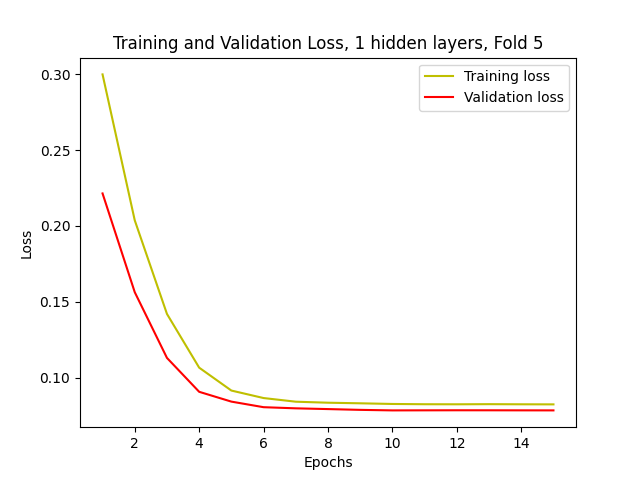 Training and Validation Loss, 1 hidden layers, Fold 5
Training loss
Validation loss
0.30
0.25
0.20
0.15
0.10
Loss
2 4 6 8 10 12 14
Epochs